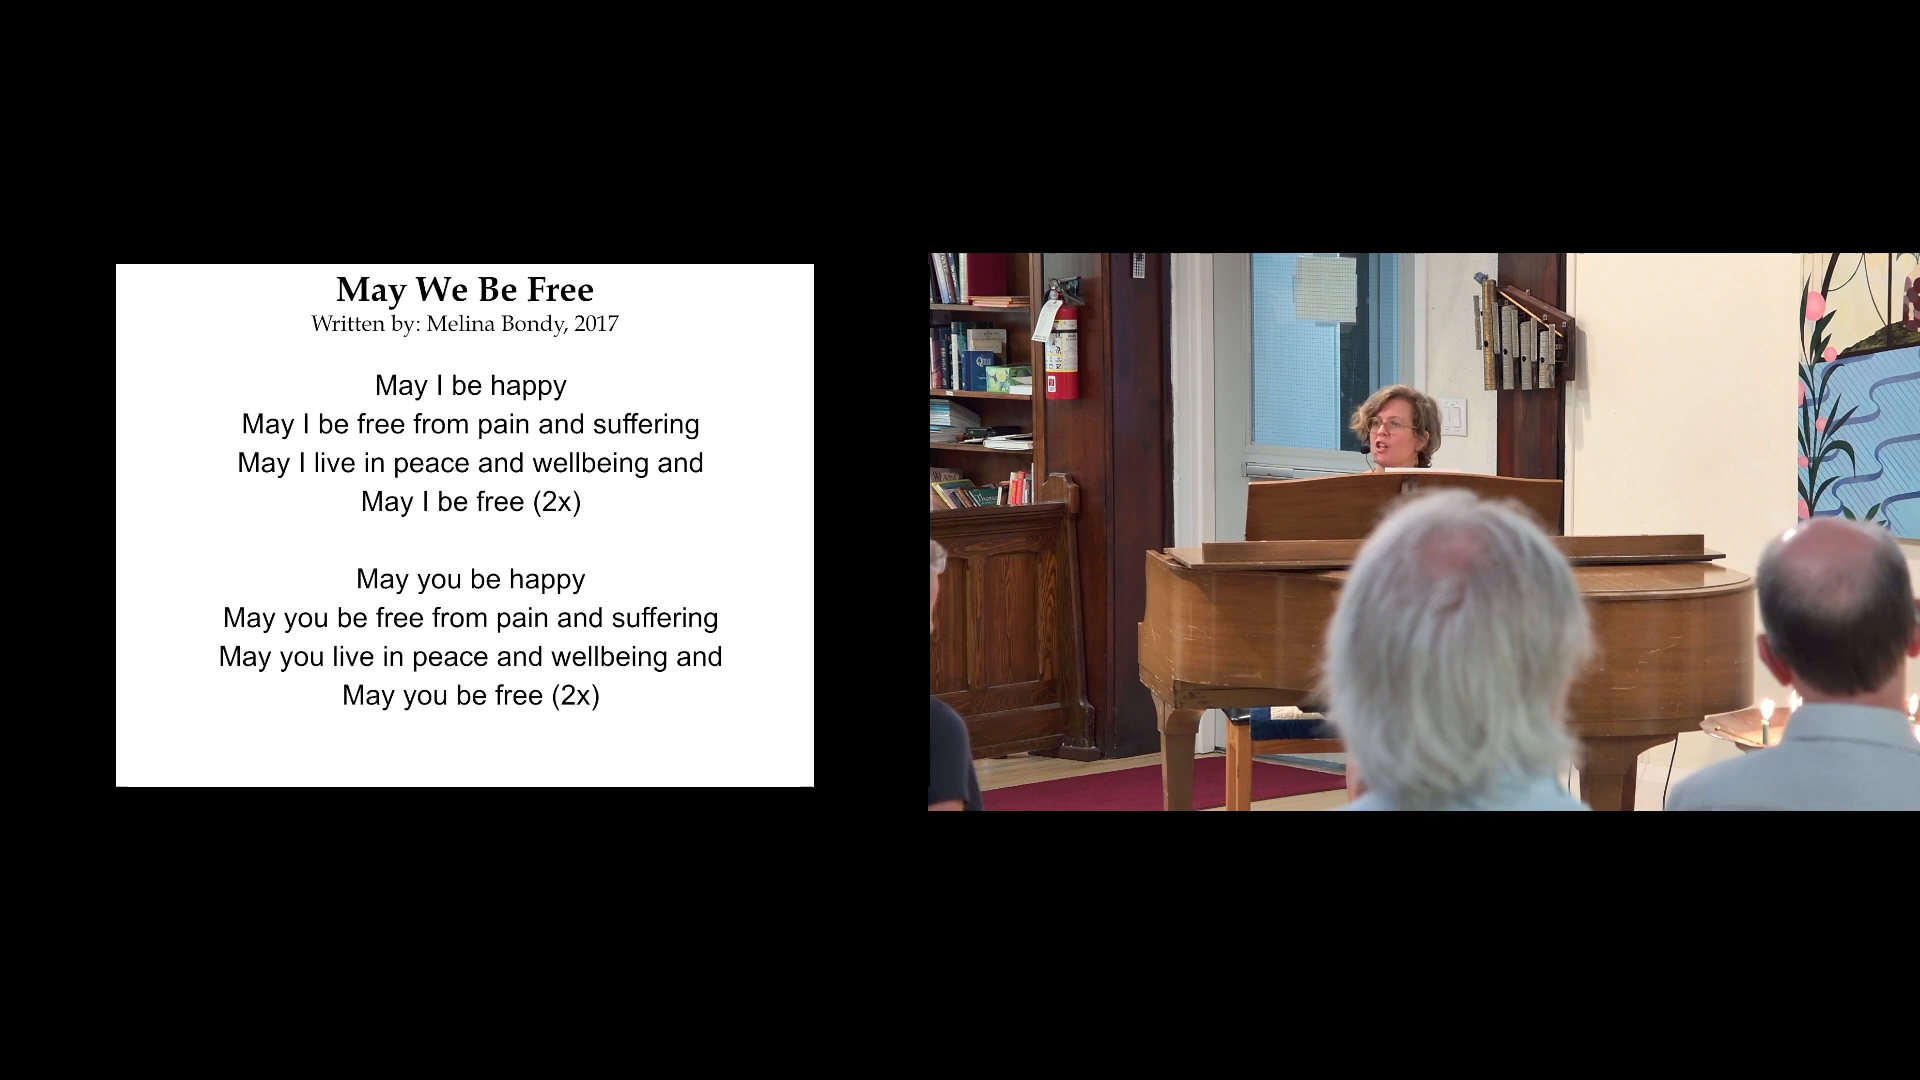 May We Be Free
Written by: Melina Bondy, 2017
May I be happy
May I be free from pain and suffering
May I live in peace and wellbeing and
May I be free (2x)
May you be happy
May you be free from pain and suffering
May you live in peace and wellbeing and
May you be free (2x)